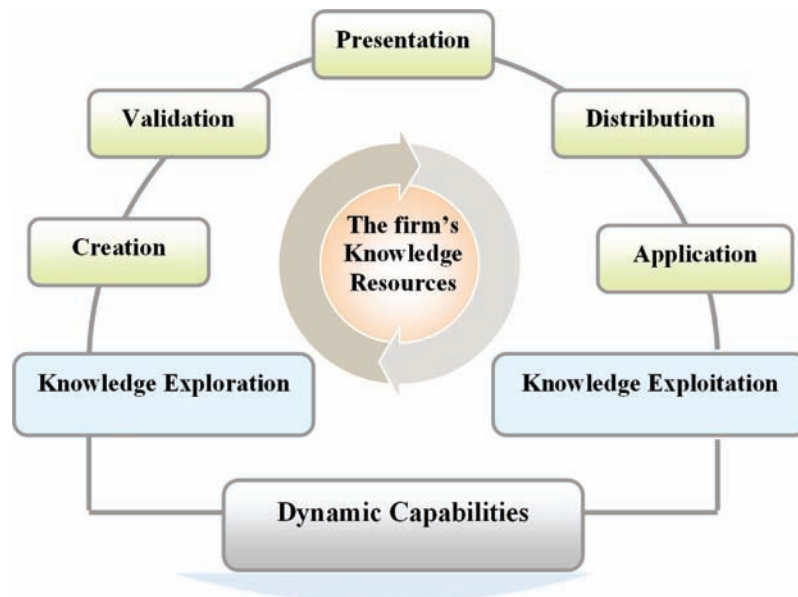 Presentation
Validation
Distribution
The firm's
Knowledge
Resources
Creation
Application
Knowledge Exploration
Knowledge Exploitation
Dynamic Capabilities